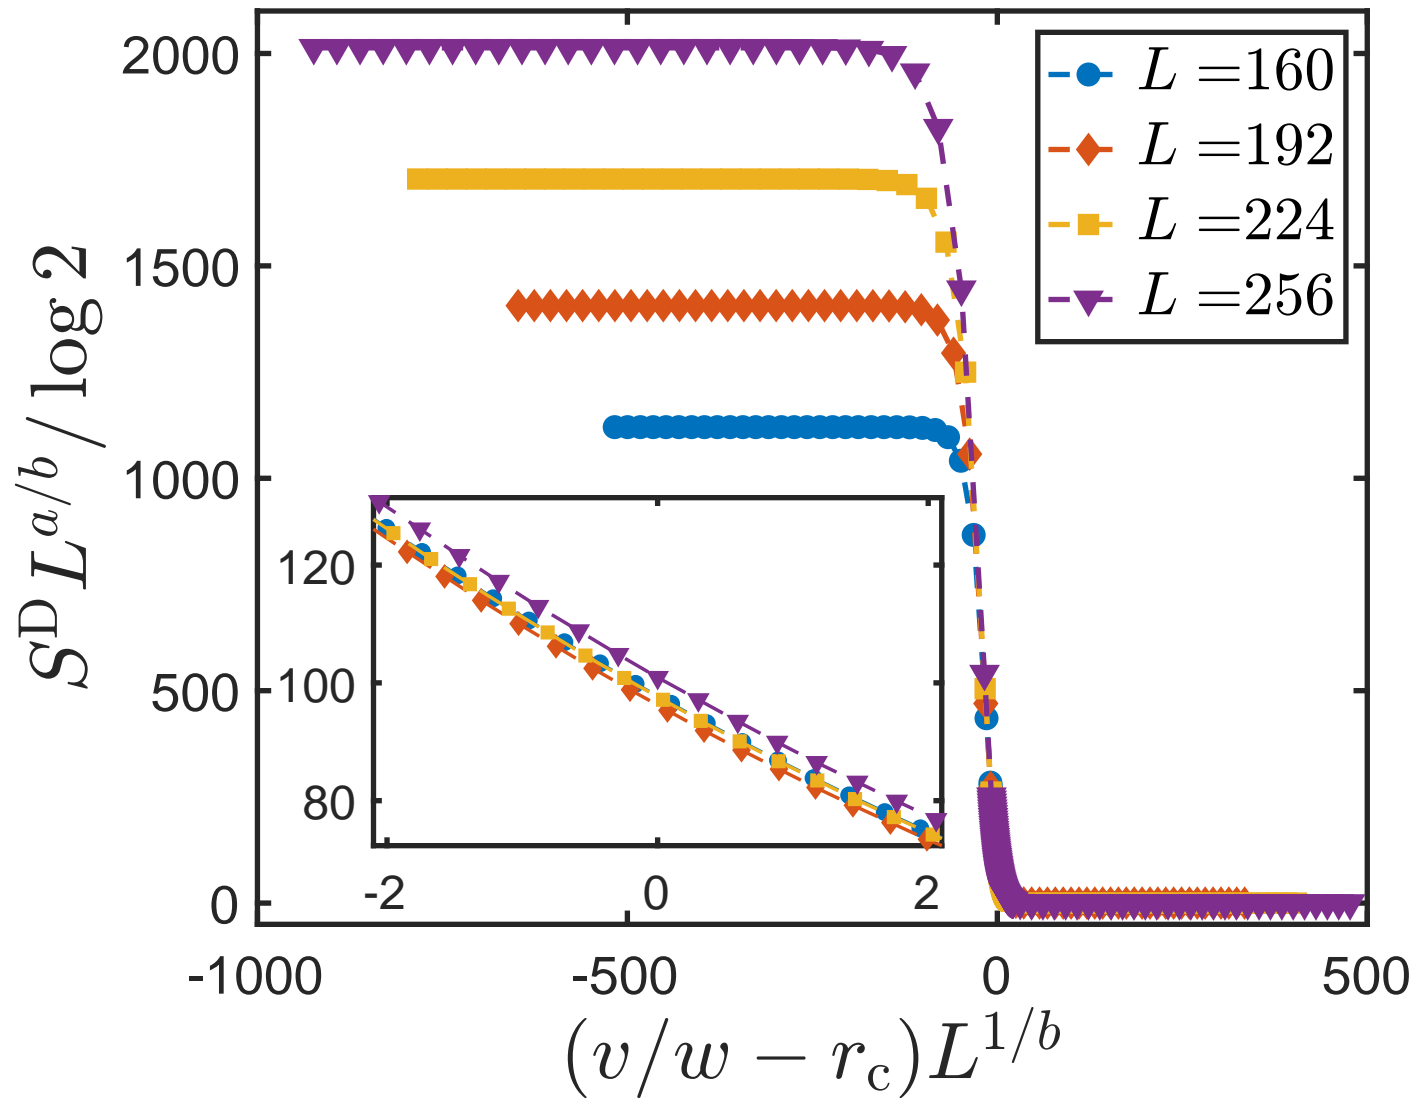 2000
1500
1000
500
0
-1000
-500
0
500
S^D L^{a/b} / log 2
(v/w − r_c)L^{1/b}
L =160
L =192
L =224
L =256
120
100
80
-2
0
2